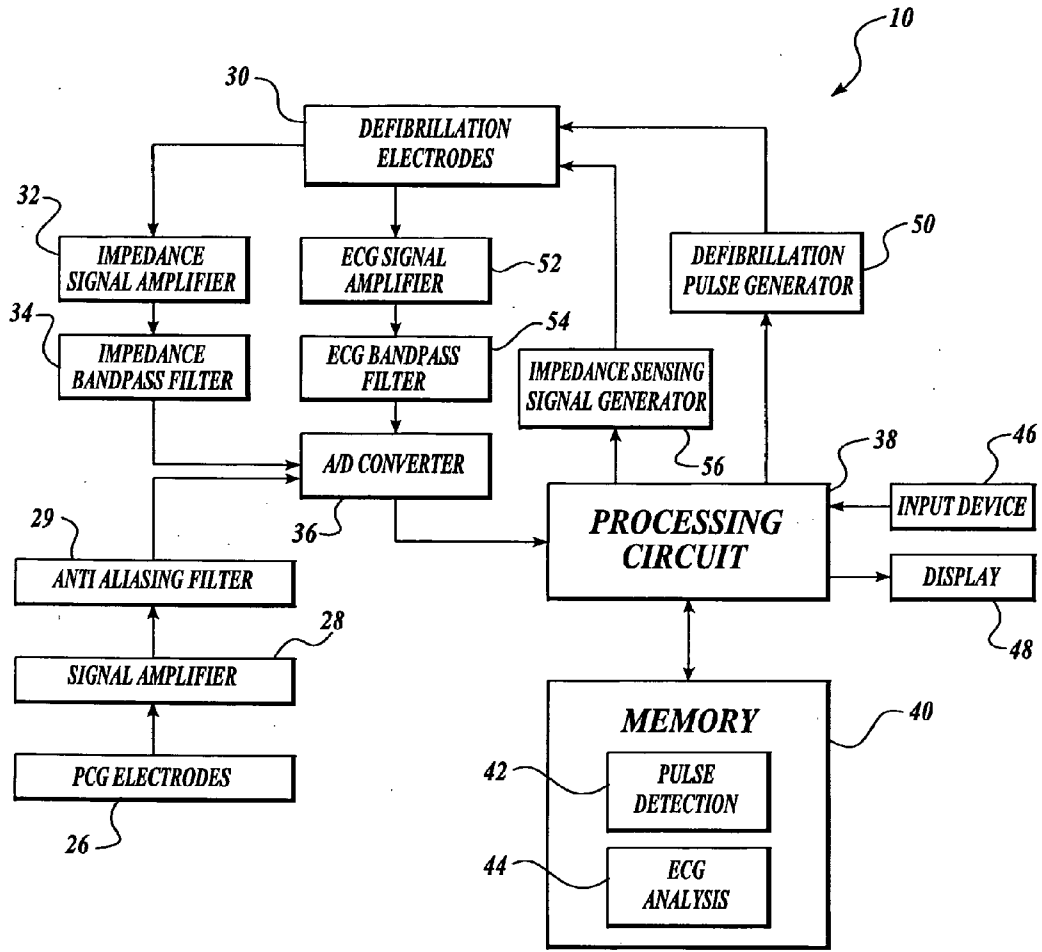 10
30
DEFIBRILLATION
ELECTRODES
32
IMPEDANCE
SIGNAL AMPLIFIER
ECG SIGNAL
AMPLIFIER
52
DEFIBRILLATION
PULSE GENERATOR
50
34
IMPEDANCE
BANDPASS FILTER
ECG BANDPASS
FILTER
54
IMPEDANCE SENSING
SIGNAL GENERATOR
56
A/D CONVERTER
36
38
PROCESSING
CIRCUIT
46
INPUT DEVICE
DISPLAY
48
29
ANTI ALIASING FILTER
28
SIGNAL AMPLIFIER
PCG ELECTRODES
26
MEMORY
40
42
PULSE
DETECTION
44
ECG
ANALYSIS